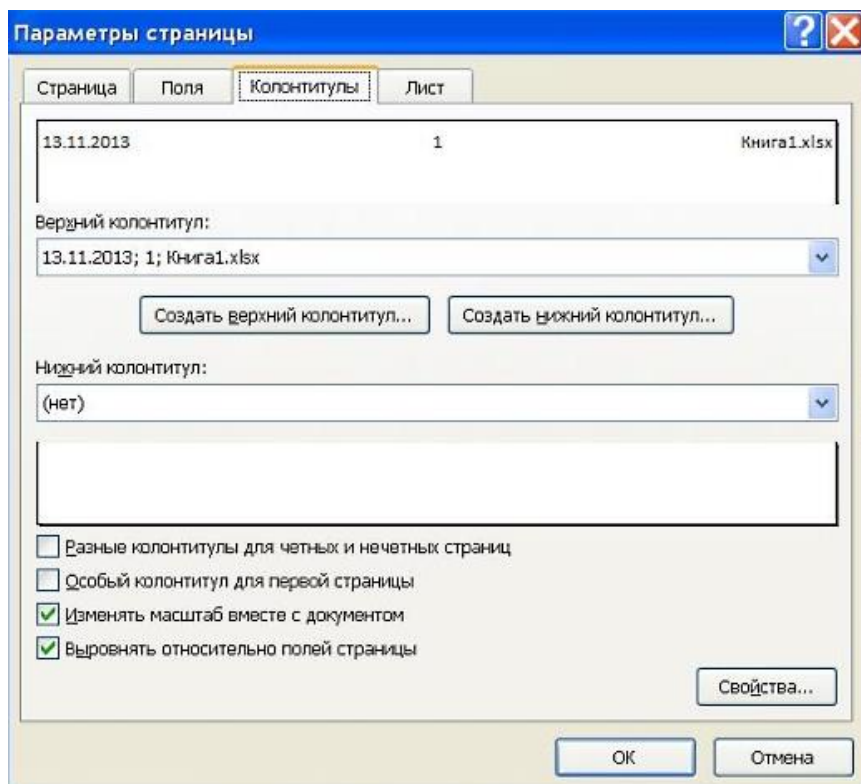 Параметры страницы
Страница Поля Колонтитулы Лист
13.11.2013 1 Книга1.xlsx
Верхний колонтитул:
13.11.2013; 1; Книга1.xlsx
Создать верхний колонтитул... Создать нижний колонтитул...
Нижний колонтитул:
(нет)
Разные колонтитулы для четных и нечетных страниц
Особый колонтитул для первой страницы
Изменять масштаб вместе с документом
Выровнять относительно полей страницы
Свойства...
ОК Отмена